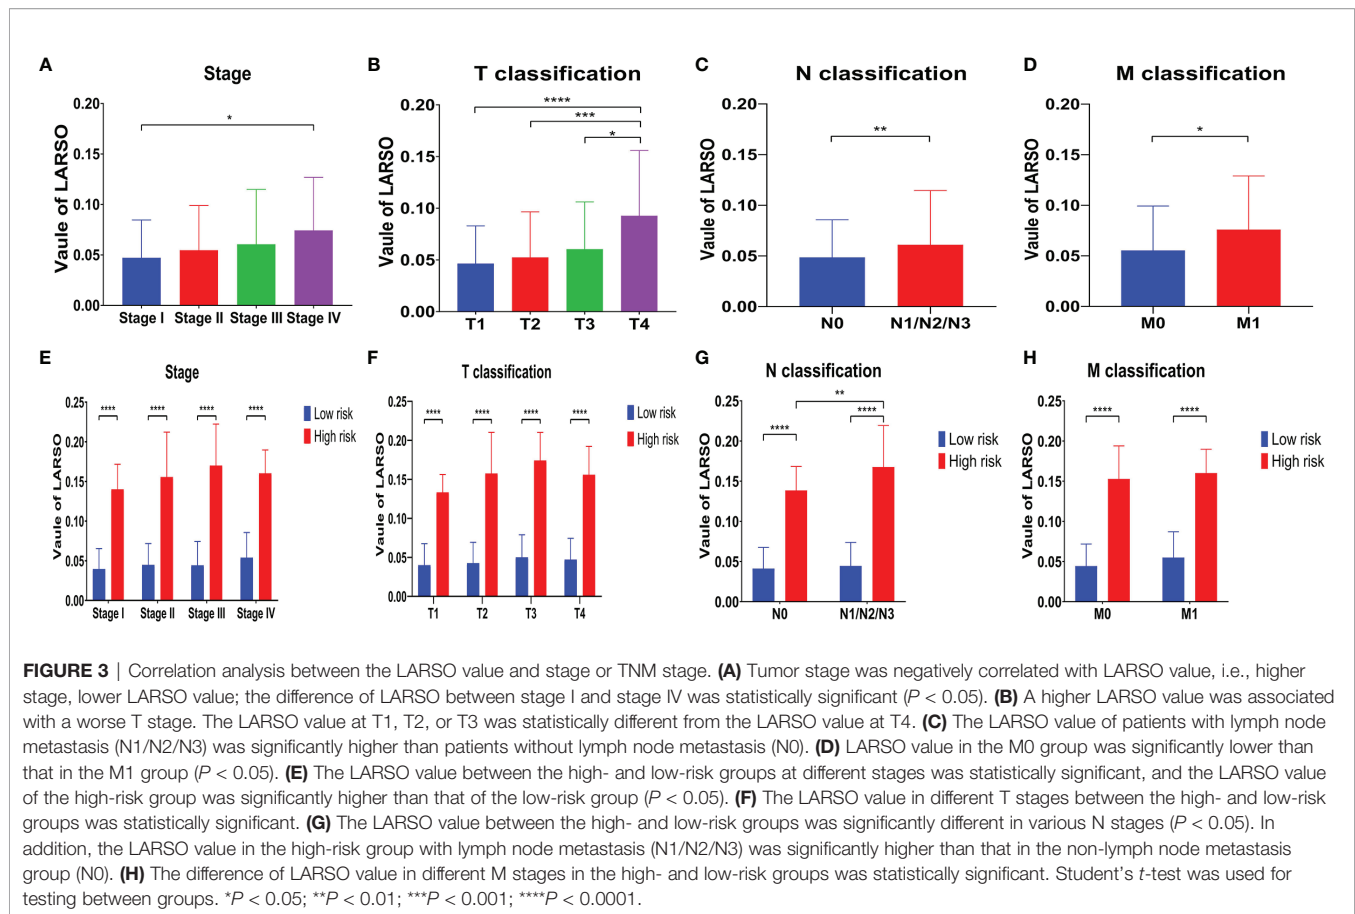 A
Stage
Vaule of LARSO
0.20
0.15
0.10
0.05
0.00
*
Stage I Stage II Stage III Stage IV
B
T classification
Vaule of LARSO
0.20
0.15
0.10
0.05
0.00
****
***
*
T1 T2 T3 T4
C
N classification
Vaule of LARSO
0.20
0.15
0.10
0.05
0.00
**
N0 N1/N2/N3
D
M classification
Vaule of LARSO
0.20
0.15
0.10
0.05
0.00
*
M0 M1
E
Stage
Vaule of LARSO
0.25
0.20
0.15
0.10
0.05
0.00
**** **** **** ****
Stage I Stage II Stage III Stage IV
Low risk
High risk
F
T classification
Vaule of LARSO
0.25
0.20
0.15
0.10
0.05
0.00
**** **** **** ****
T1 T2 T3 T4
Low risk
High risk
G
N classification
Vaule of LARSO
0.25
0.20
0.15
0.10
0.05
0.00
**
**** ****
N0 N1/N2/N3
Low risk
High risk
H
M classification
Vaule of LARSO
0.25
0.20
0.15
0.10
0.05
0.00
**** ****
M0 M1
Low risk
High risk
FIGURE 3 | Correlation analysis between the LARSO value and stage or TNM stage. (A) Tumor stage was negatively correlated with LARSO value, i.e., higher
stage, lower LARSO value; the difference of LARSO between stage I and stage IV was statistically significant (P < 0.05). (B) A higher LARSO value was associated
with a worse T stage. The LARSO value at T1, T2, or T3 was statistically different from the LARSO value at T4. (C) The LARSO value of patients with lymph node
metastasis (N1/N2/N3) was significantly higher than patients without lymph node metastasis (N0). (D) LARSO value in the M0 group was significantly lower than
that in the M1 group (P < 0.05). (E) The LARSO value between the high- and low-risk groups at different stages was statistically significant, and the LARSO value
of the high-risk group was significantly higher than that of the low-risk group (P < 0.05). (F) The LARSO value in different T stages between the high- and low-risk
groups was statistically significant. (G) The LARSO value between the high- and low-risk groups was significantly different in various N stages (P < 0.05). In
addition, the LARSO value in the high-risk group with lymph node metastasis (N1/N2/N3) was significantly higher than that in the non-lymph node metastasis
group (N0). (H) The difference of LARSO value in different M stages in the high- and low-risk groups was statistically significant. Student's t-test was used for
testing between groups. *P < 0.05; **P < 0.01; ***P < 0.001; ****P < 0.0001.